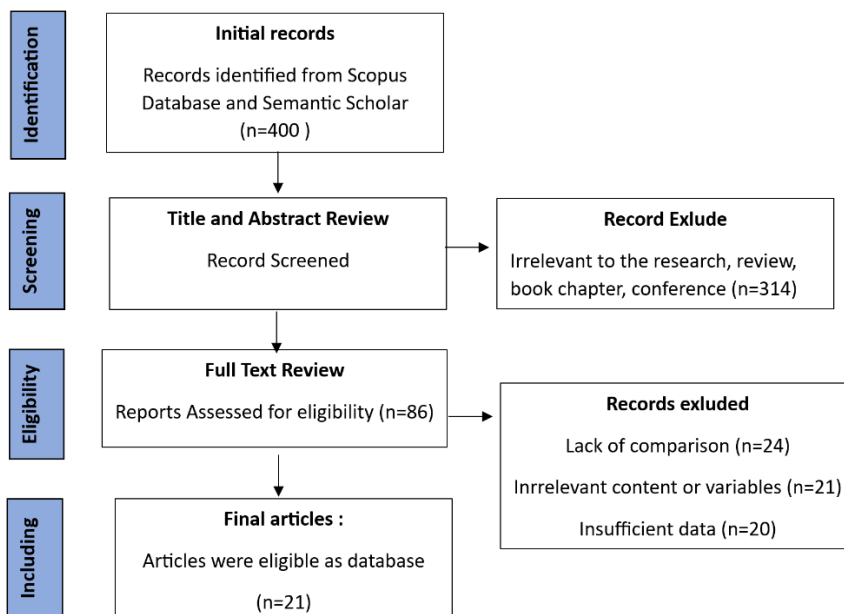 Identification
Initial records
Records identified from Scopus
Database and Semantic Scholar
(n=400 )
Screening
Title and Abstract Review
Record Screened
Record Exlude
Irrelevant to the research, review,
book chapter, conference (n=314)
Eligibility
Full Text Review
Reports Assessed for eligibility (n=86)
Records exluded
Lack of comparison (n=24)
Inrrelevant content or variables (n=21)
Insufficient data (n=20)
Including
Final articles :
Articles were eligible as database
(n=21)